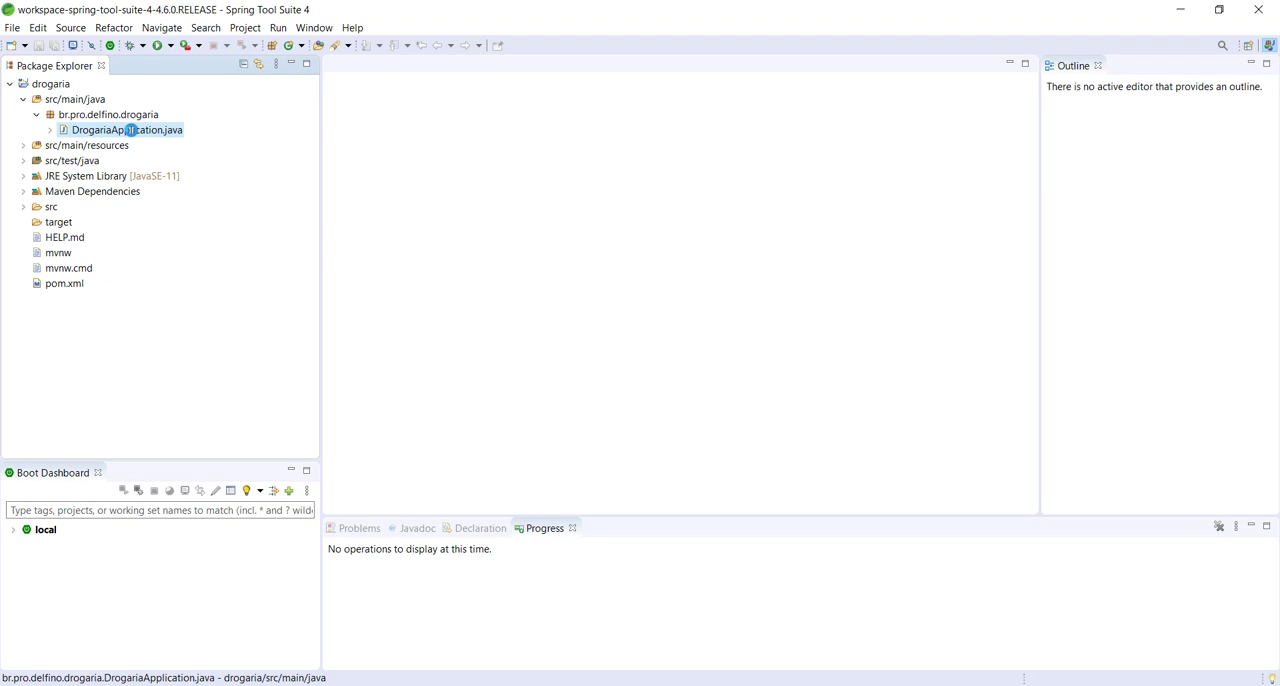 workspace-spring-tool-suite-4-4.6.0.RELEASE - Spring Tool Suite 4
File Edit Source Refactor Navigate Search Project Run Window Help
Package Explorer
drogaria
src/main/java
br.pro.delfino.drogaria
DrogariaApplication.java
src/main/resources
src/test/java
JRE System Library [JavaSE-11]
Maven Dependencies
src
target
HELP.md
mvnw
mvnw.cmd
pom.xml
Outline
There is no active editor that provides an outline.
Boot Dashboard
Type tags, projects, or working set names to match (incl. * and ? wild
local
Problems Javadoc Declaration Progress
No operations to display at this time.
br.pro.delfino.drogaria.DrogariaApplication.java - drogaria/src/main/java